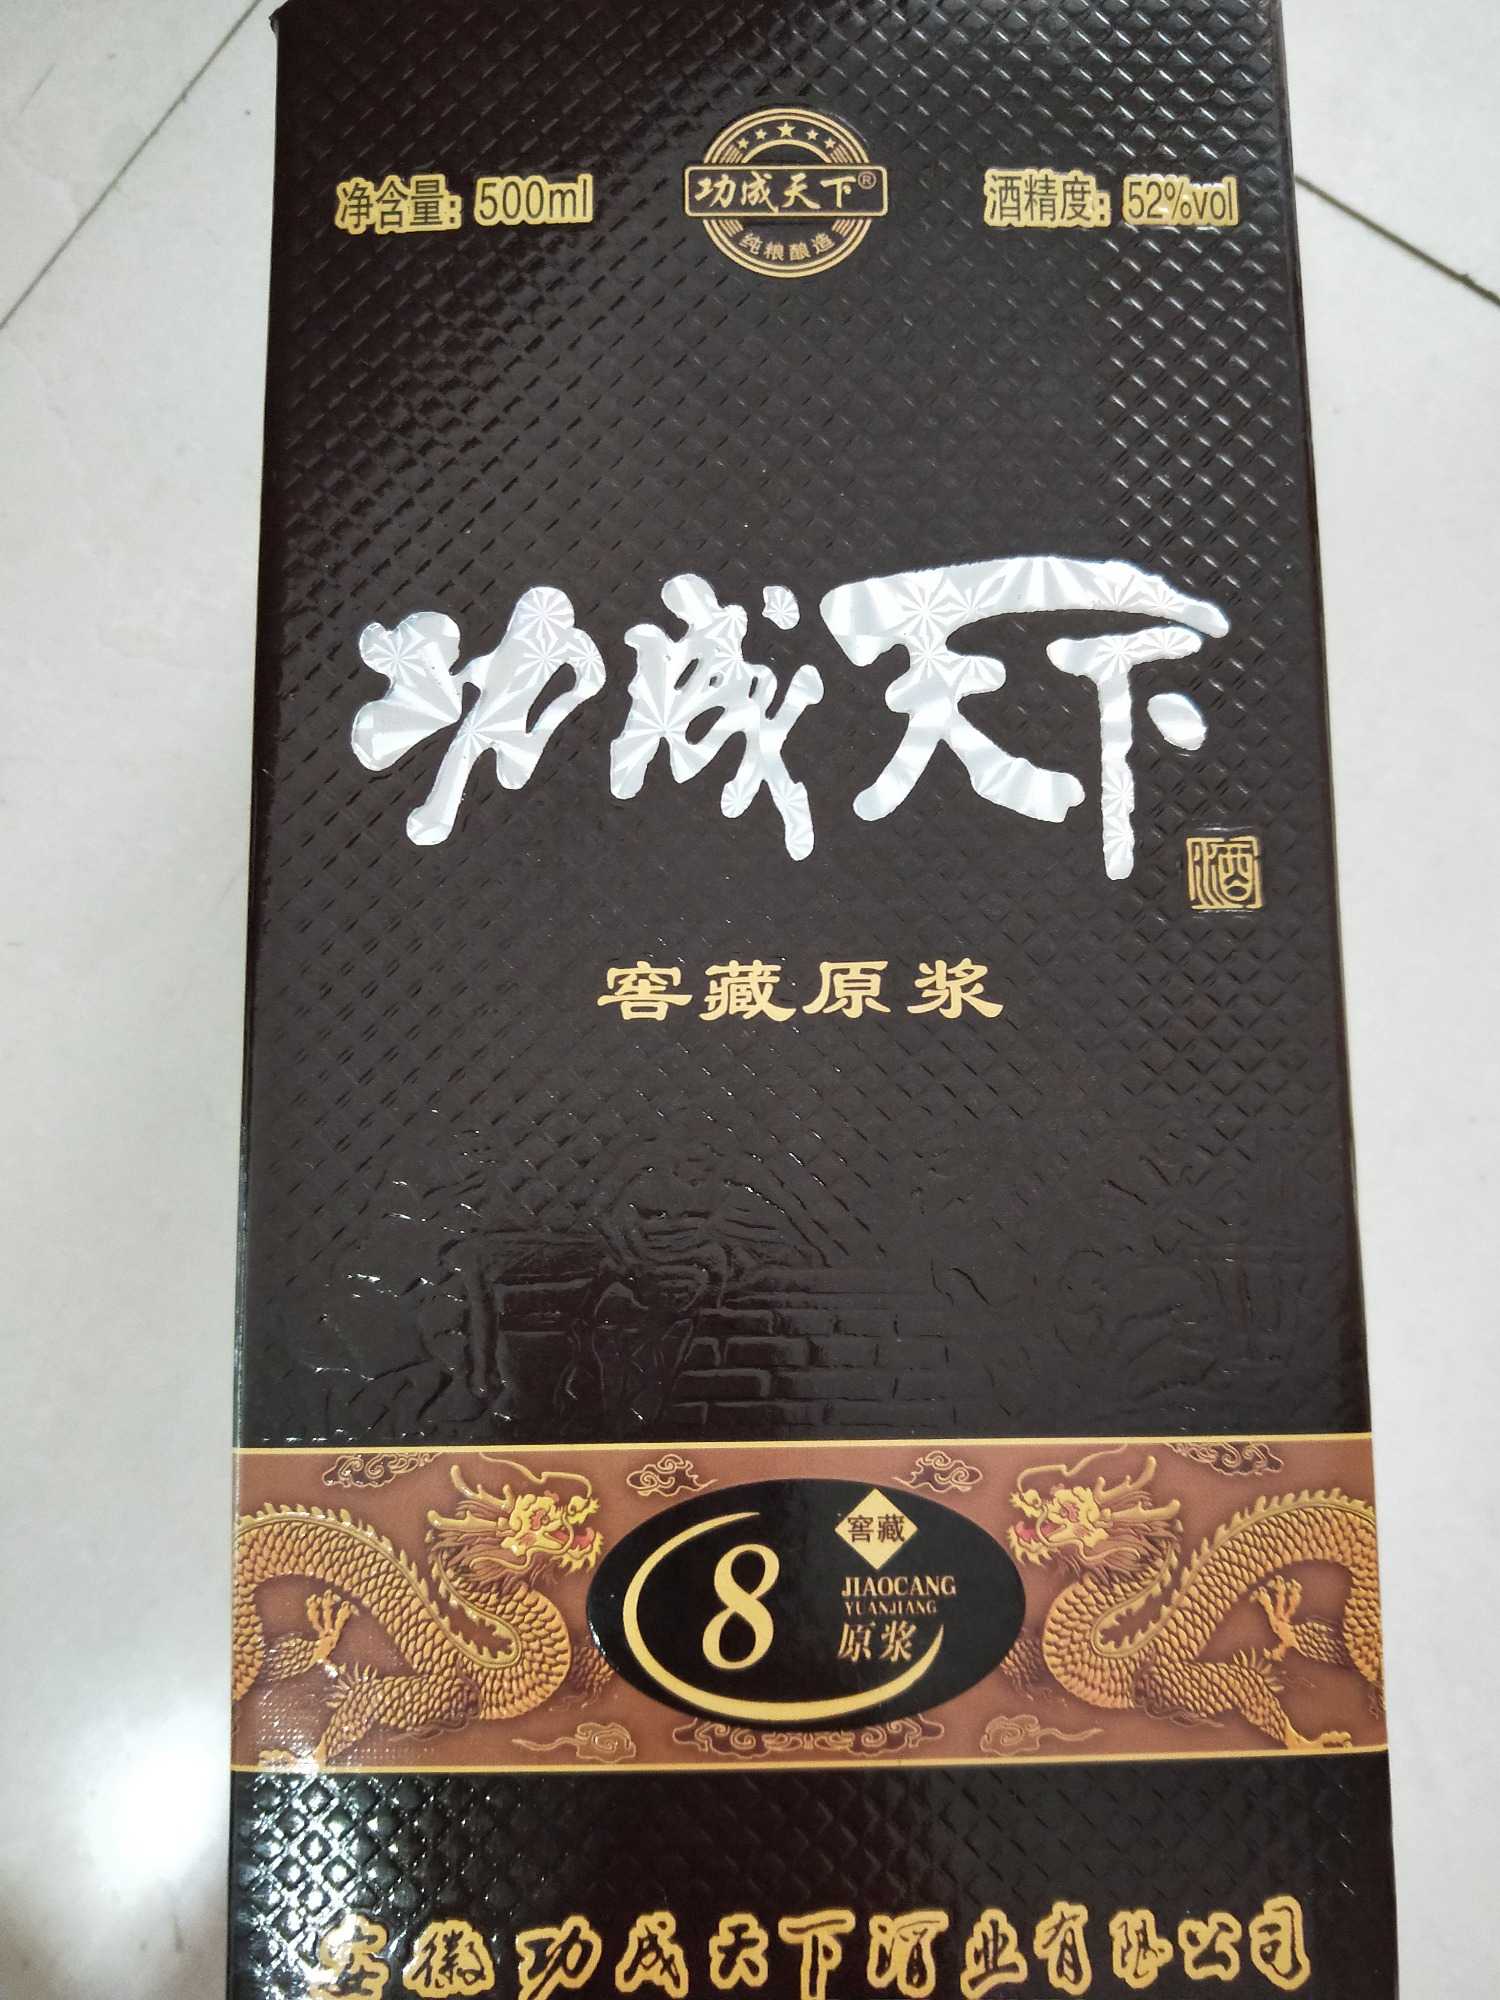 净含量: 500ml
功成天下®
纯粮酿造
酒精度: 52%vol
功成天下
酒
窖藏原浆
8
窖藏
JIAOCANG
YUANJIANG
原浆
安徽功成天下酒业有限公司